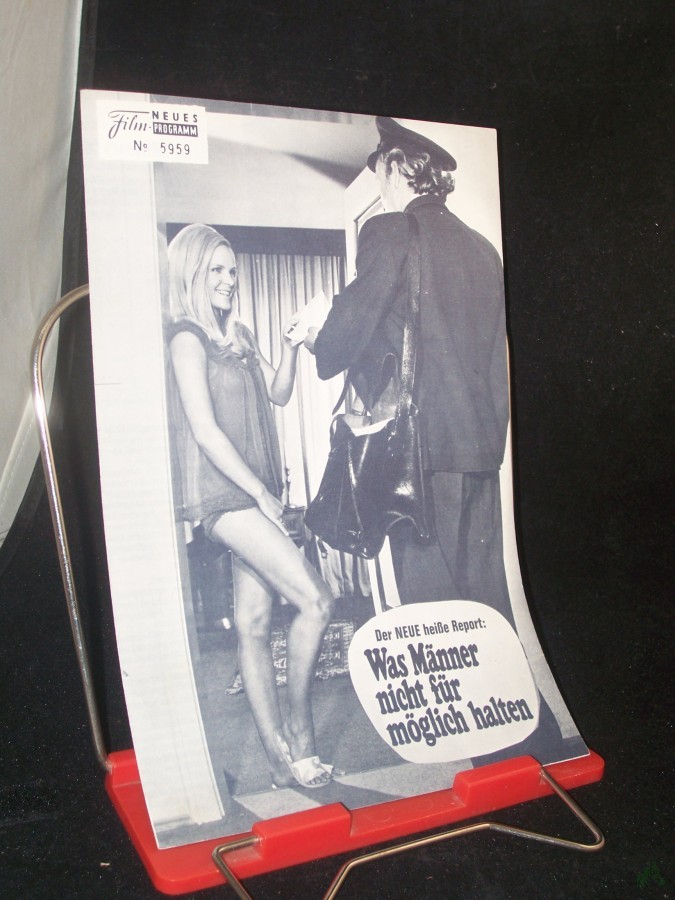 Film-
NEUES
PROGRAMM
No 5959
Der NEUE heiße Report:
Was Männer
nicht für
möglich halten